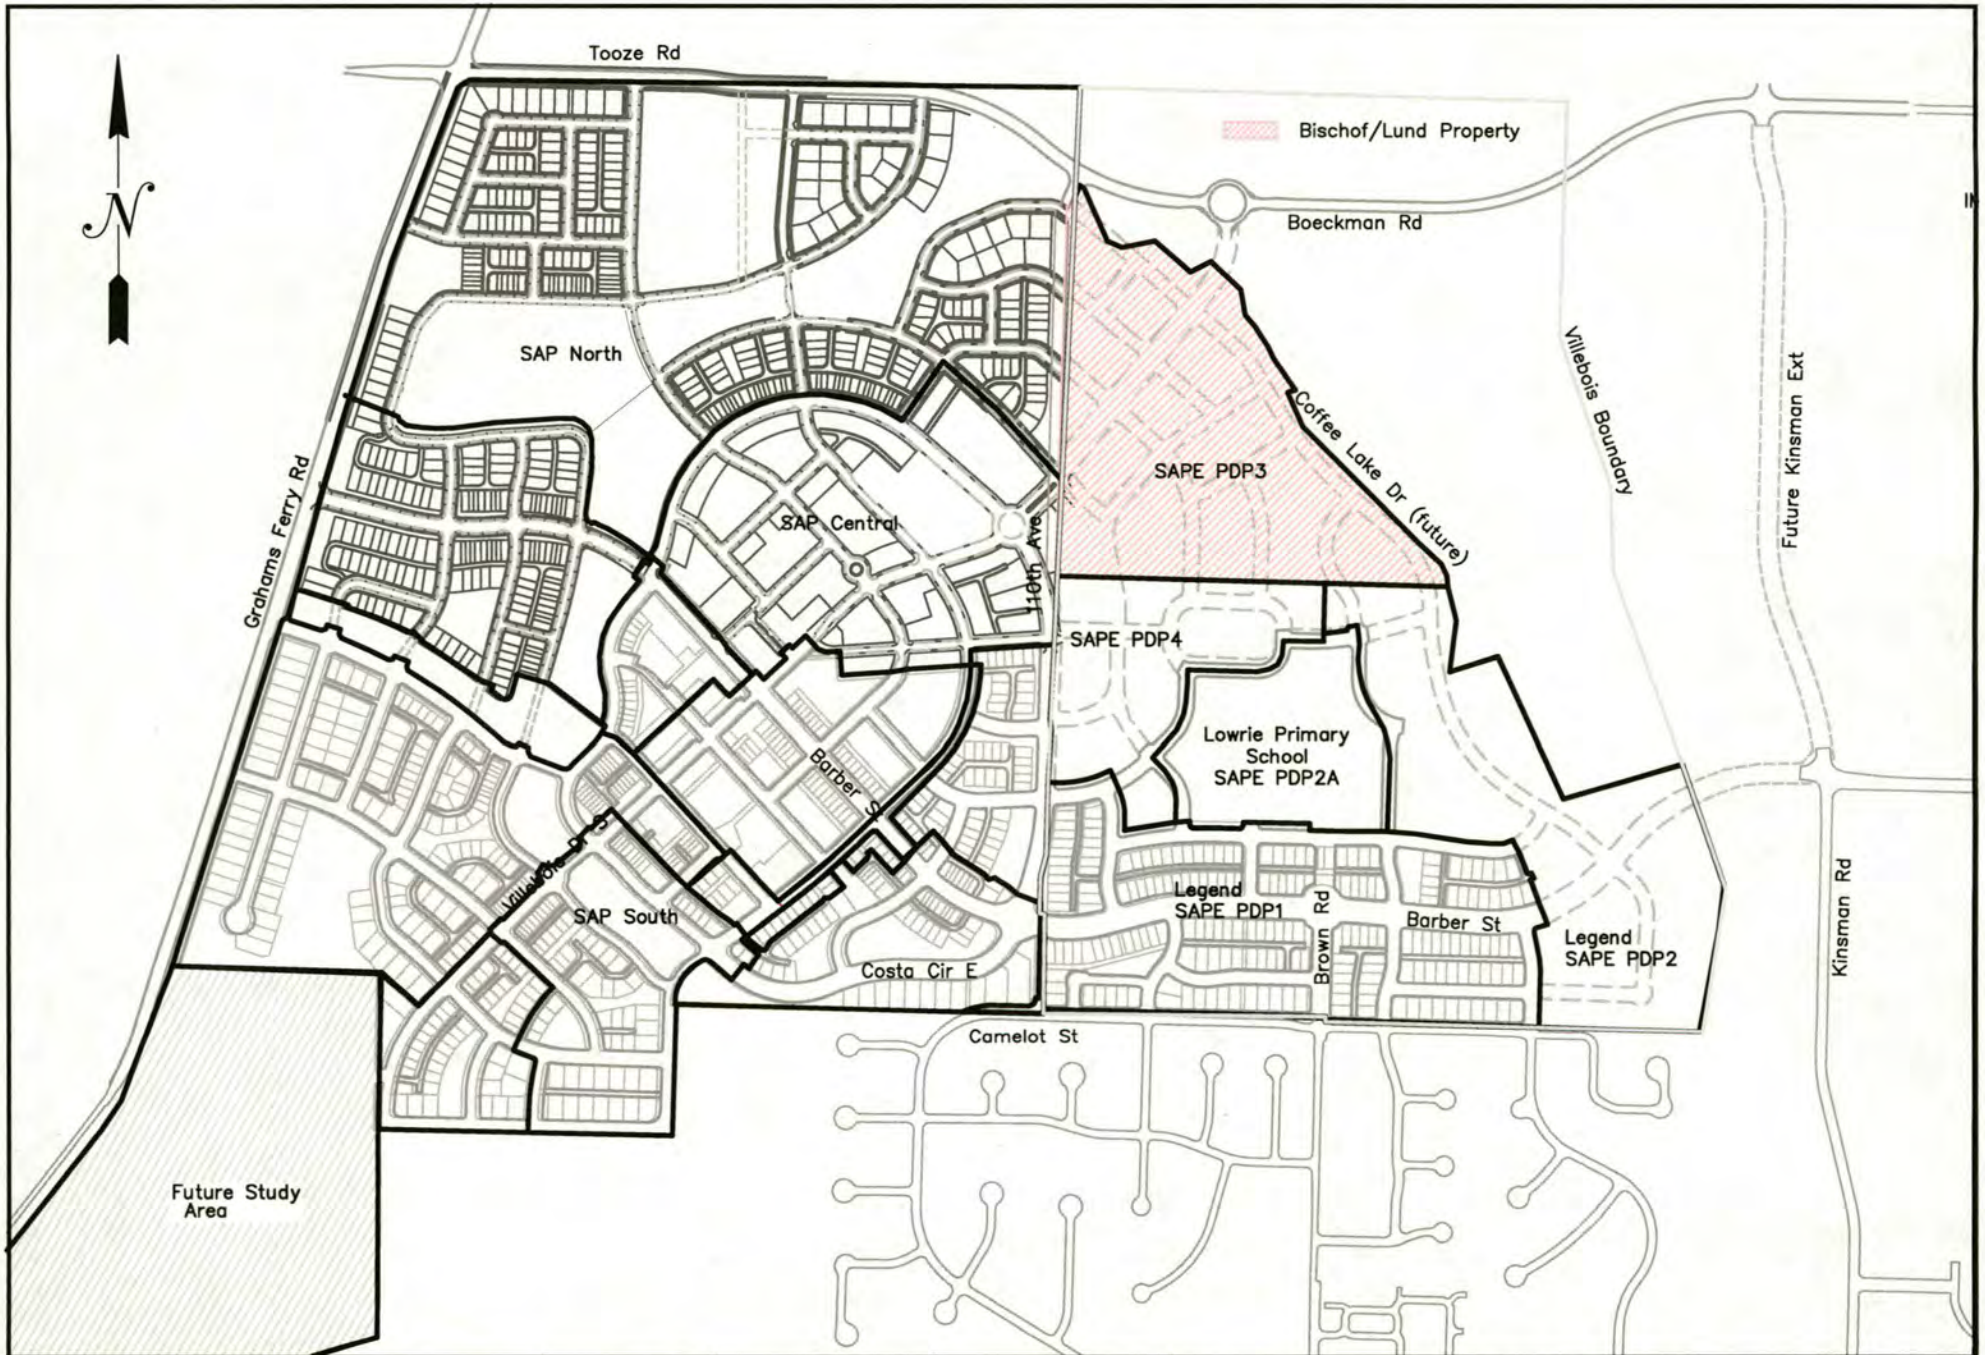 Tooze Rd
N
Bischof/Lund Property
Boeckman Rd
SAP North
Villebois Boundary
Future Kinsman Ext
Coffee Lake Dr (future)
SAPE PDP3
SAP Central
110th Ave
Grahams Ferry Rd
SAPE PDP4
Lowrie Primary
School
SAPE PDP2A
Barber St
Villebois Dr S
SAP South
Legend
SAPE PDP1
Brown Rd
Barber St
Legend
SAPE PDP2
Kinsman Rd
Costa Cir E
Camelot St
Future Study
Area